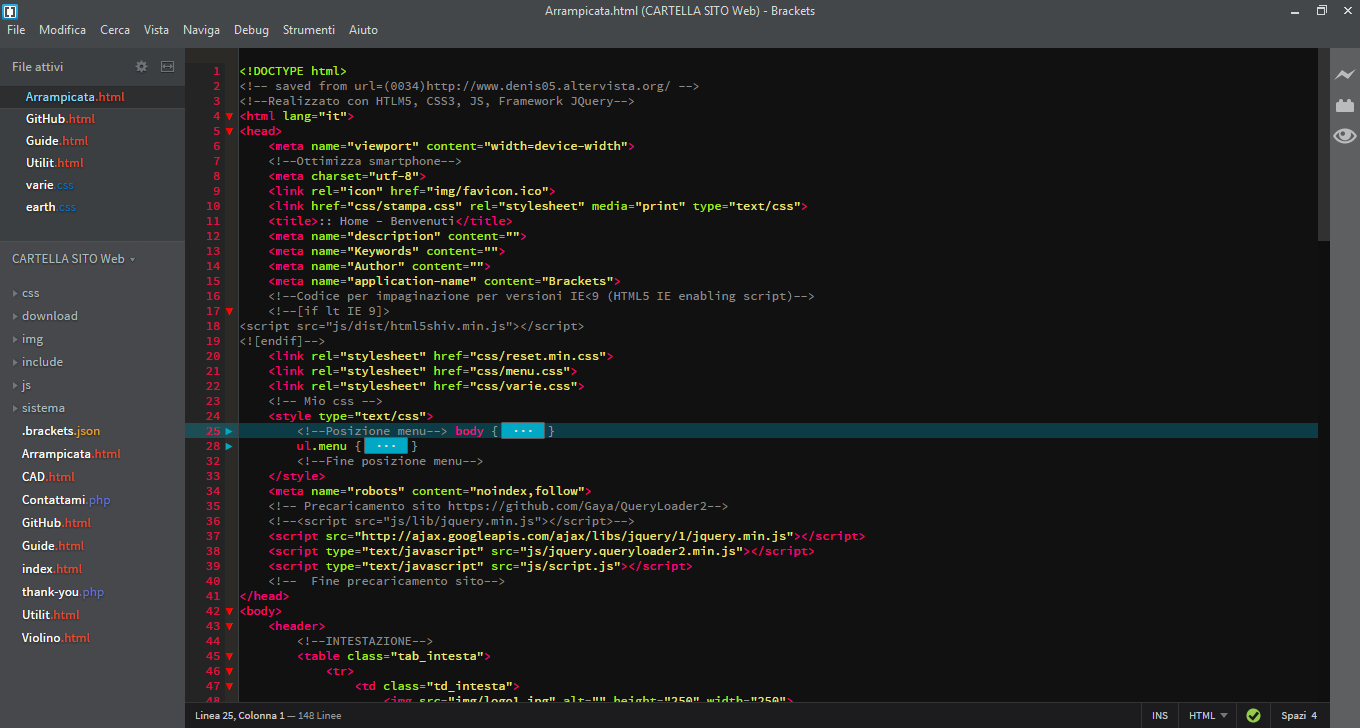 Arrampicata.html (CARTELLA SITO Web) - Brackets
File Modifica Cerca Vista Naviga Debug Strumenti Aiuto
File attivi
Arrampicata.html
GitHub.html
Guide.html
Utilit.html
varie.css
earth.css
CARTELLA SITO Web
css
download
img
include
js
sistema
.brackets.json
Arrampicata.html
CAD.html
Contattami.php
GitHub.html
Guide.html
index.html
thank-you.php
Utilit.html
Violino.html
1 <!DOCTYPE html>
2 <!-- saved from url=(0034)http://www.denis05.altervista.org/ -->
3 <!--Realizzato con HTLM5, CSS3, JS, Framework JQuery-->
4 <html lang="it">
5 <head>
6 <meta name="viewport" content="width=device-width">
7 <!--Ottimizza smartphone-->
8 <meta charset="utf-8">
9 <link rel="icon" href="img/favicon.ico">
10 <link href="css/stampa.css" rel="stylesheet" media="print" type="text/css">
11 <title>:: Home - Benvenuti</title>
12 <meta name="description" content="">
13 <meta name="Keywords" content="">
14 <meta name="Author" content="">
15 <meta name="application-name" content="Brackets">
16 <!--Codice per impaginazione per versioni IE<9 (HTML5 IE enabling script)-->
17 <!--[if lt IE 9]>
18 <script src="js/dist/html5shiv.min.js"></script>
19 <![endif]-->
20 <link rel="stylesheet" href="css/reset.min.css">
21 <link rel="stylesheet" href="css/menu.css">
22 <link rel="stylesheet" href="css/varie.css">
23 <!-- Mio css -->
24 <style type="text/css">
25 <!--Posizione menu--> body { ... }
28 ul.menu { ... }
32 <!--Fine posizione menu-->
33 </style>
34 <meta name="robots" content="noindex,follow">
35 <!-- Precaricamento sito https://github.com/Gaya/QueryLoader2-->
36 <!--<script src="js/lib/jquery.min.js"></script>-->
37 <script src="http://ajax.googleapis.com/ajax/libs/jquery/1/jquery.min.js"></script>
38 <script type="text/javascript" src="js/jquery.queryloader2.min.js"></script>
39 <script type="text/javascript" src="js/script.js"></script>
40 <!--  Fine precaricamento sito-->
41 </head>
42 <body>
43 <header>
44 <!--INTESTAZIONE-->
45 <table class="tab_intesta">
46 <tr>
47 <td class="td_intesta">
48 <img src="img/logo1.jpg" alt="" height="250" width="250">
Linea 25, Colonna 1 — 148 Linee
INS HTML Spazi 4